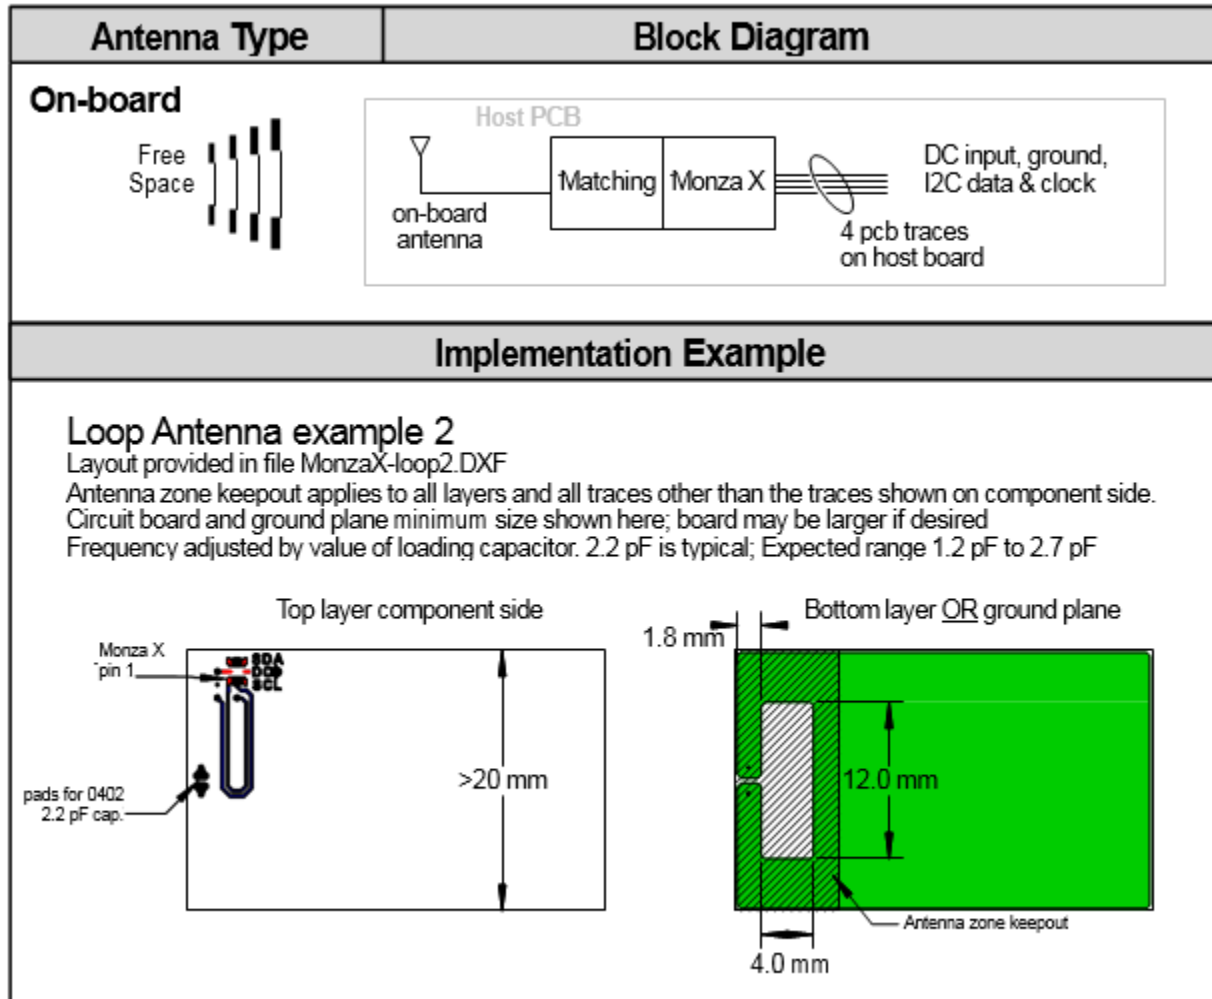 Antenna Type
Block Diagram
On-board
Free
Space
Host PCB
on-board
antenna
Matching
Monza X
DC input, ground,
I2C data & clock
4 pcb traces
on host board
Implementation Example
Loop Antenna example 2
Layout provided in file MonzaX-loop2.DXF
Antenna zone keepout applies to all layers and all traces other than the traces shown on component side.
Circuit board and ground plane minimum size shown here; board may be larger if desired
Frequency adjusted by value of loading capacitor. 2.2 pF is typical; Expected range 1.2 pF to 2.7 pF
Top layer component side
Monza X
pin 1
SDA
SCL
pads for 0402
2.2 pF cap.
>20 mm
Bottom layer OR ground plane
1.8 mm
12.0 mm
Antenna zone keepout
4.0 mm